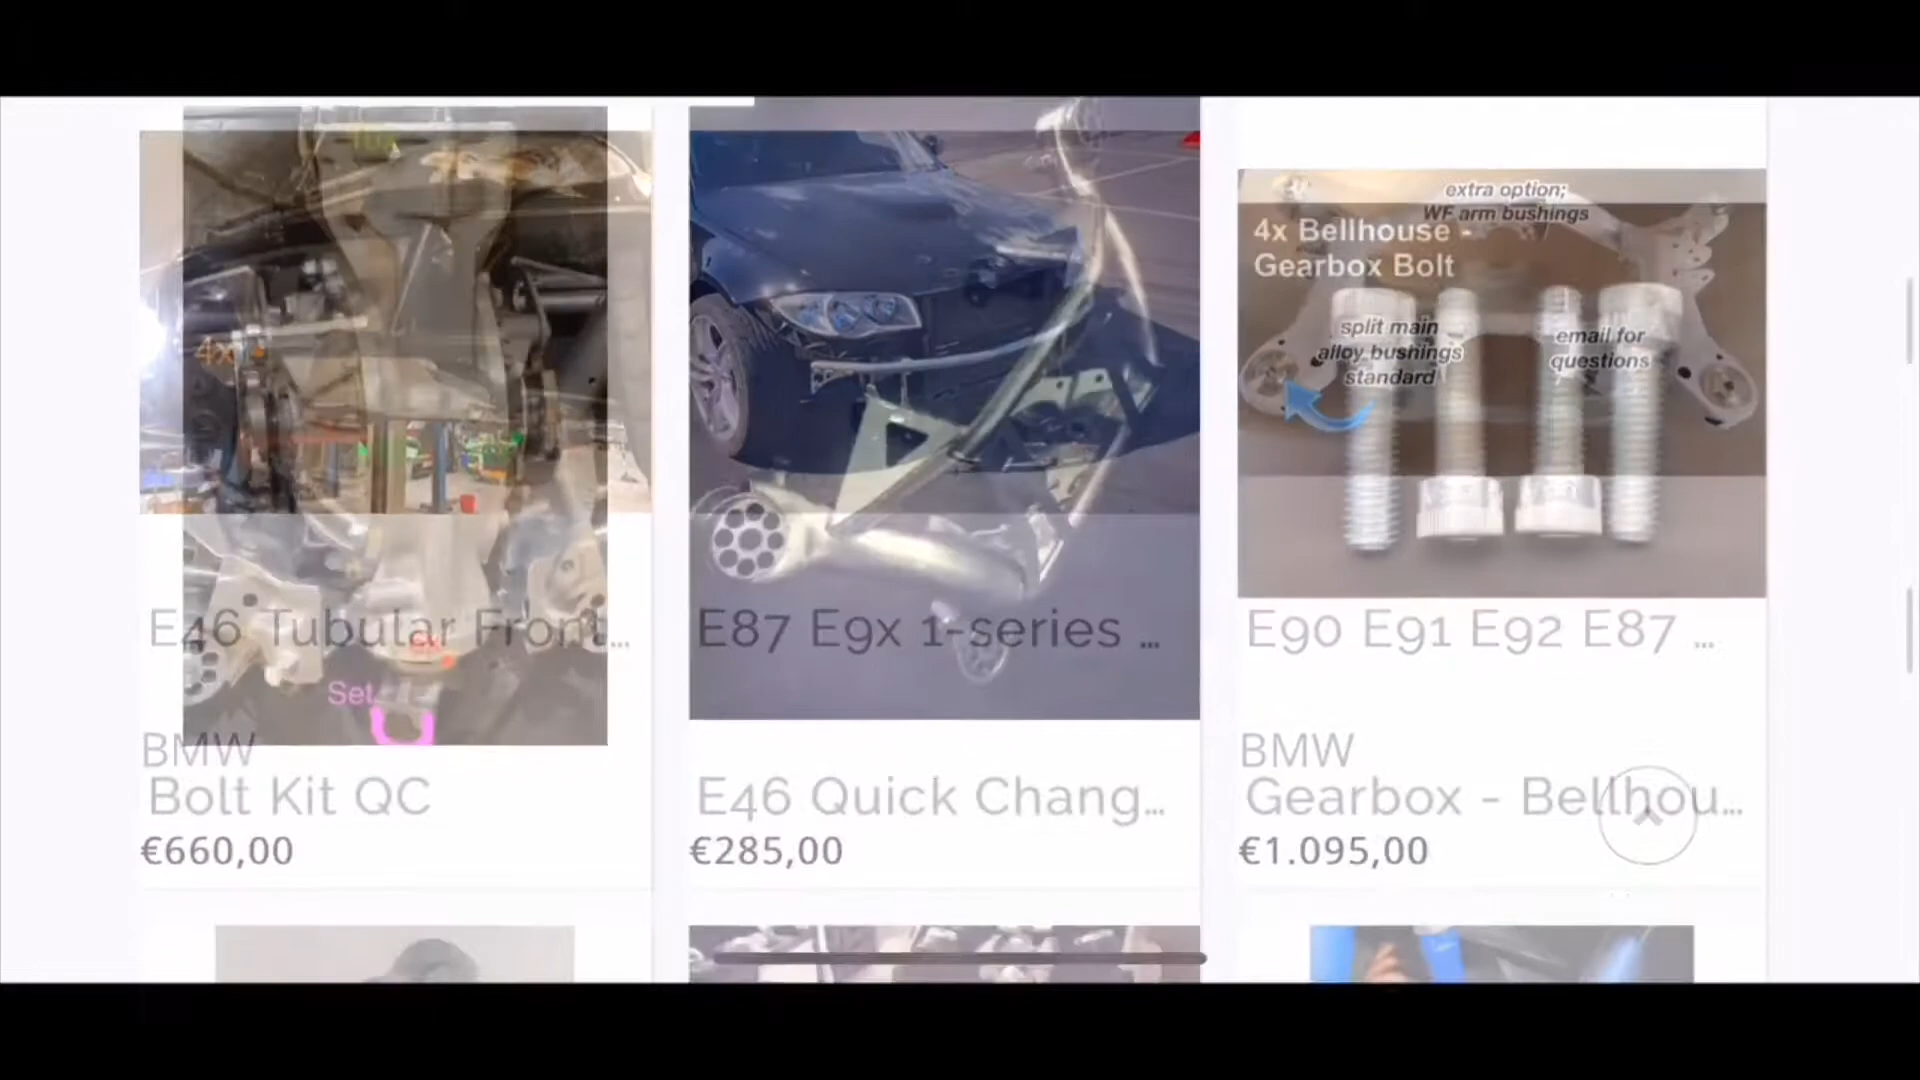 extra option;
WF arm bushings
4x Bellhouse -
Gearbox Bolt
split main
alloy bushings
standard
email for
questions
4x
Set
E46 Tubular Front...
E87 E9x 1-series ...
E90 E91 E92 E87 ...
BMW
BMW
Bolt Kit QC
E46 Quick Chang...
Gearbox - Bellhou...
€660,00
€285,00
€1.095,00